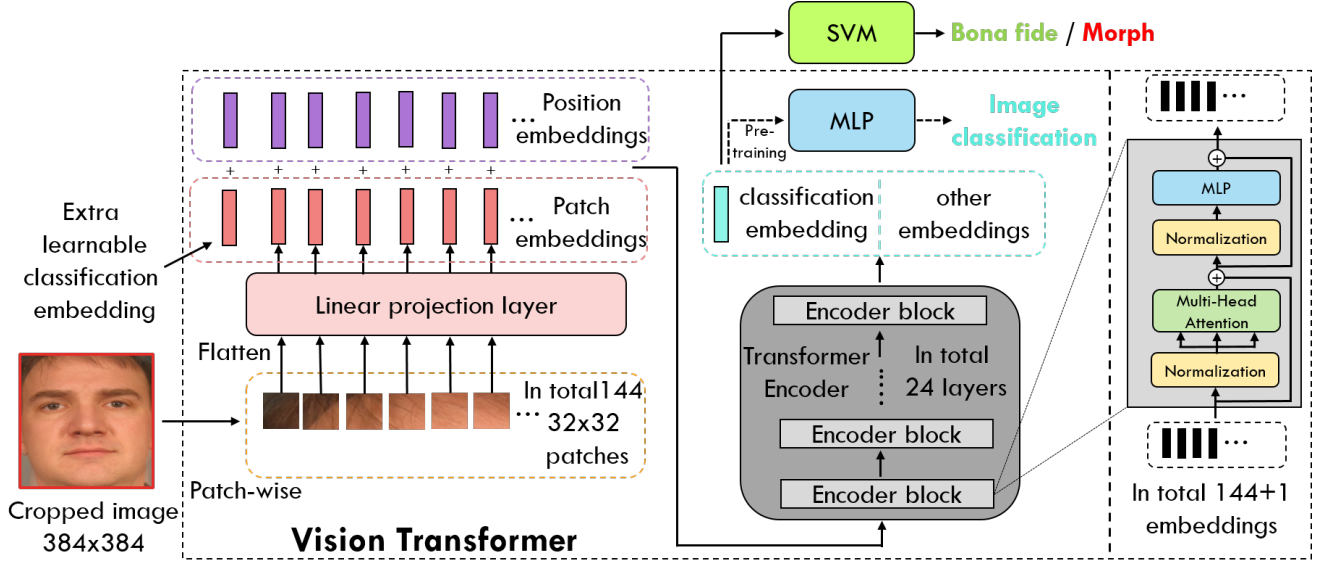 SVM
Bona fide / Morph
Position
embeddings
...
MLP
Image
classification
Pre-
training
+ + + + + + +
Extra
learnable
classification
embedding
Patch
embeddings
...
classification
embedding
other
embeddings
Linear projection layer
Flatten
In total144
32x32
patches
...
Patch-wise
Cropped image
384x384
Vision Transformer
Encoder block
Transformer
Encoder
In total
24 layers
Encoder block
Encoder block
...
+
MLP
Normalization
+
Multi-Head
Attention
Normalization
...
In total 144+1
embeddings